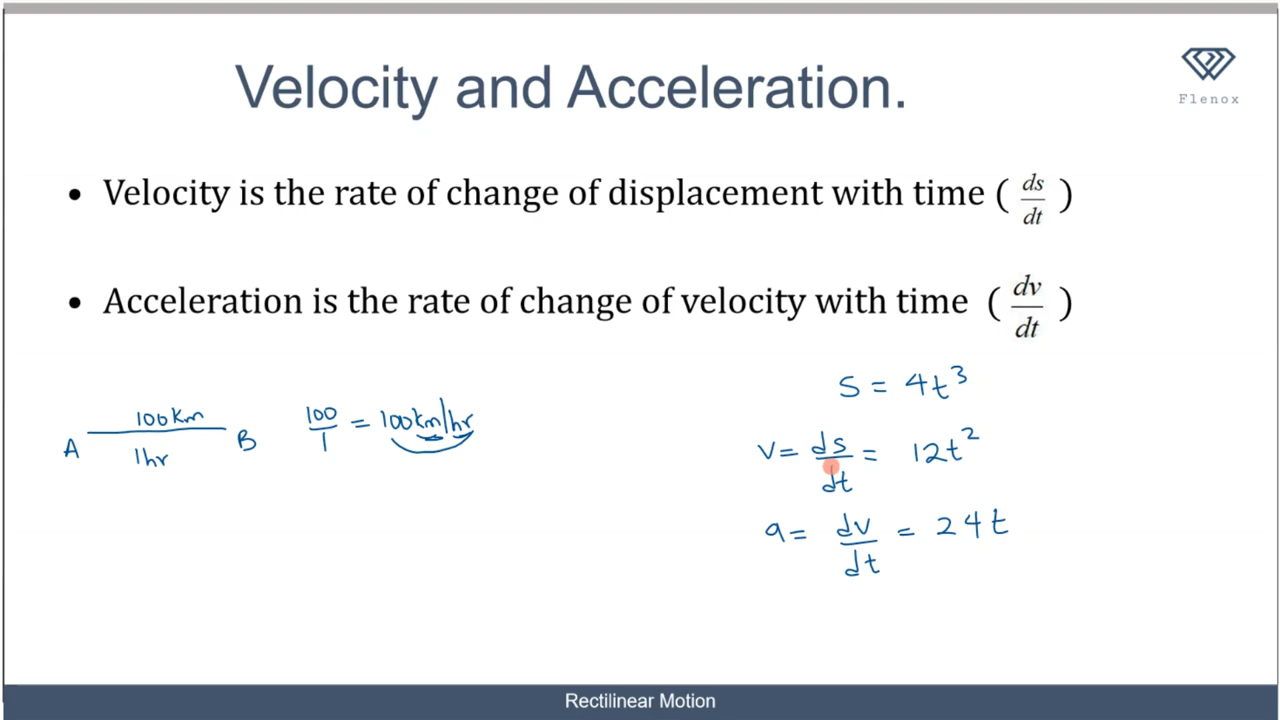 Velocity and Acceleration.
Flenox
• Velocity is the rate of change of displacement with time ( ds/dt )
• Acceleration is the rate of change of velocity with time ( dv/dt )
S = 4t³
100km
A B
1hr
100/1 = 100km/hr
v = ds/dt = 12t²
a = dv/dt = 24t
Rectilinear Motion